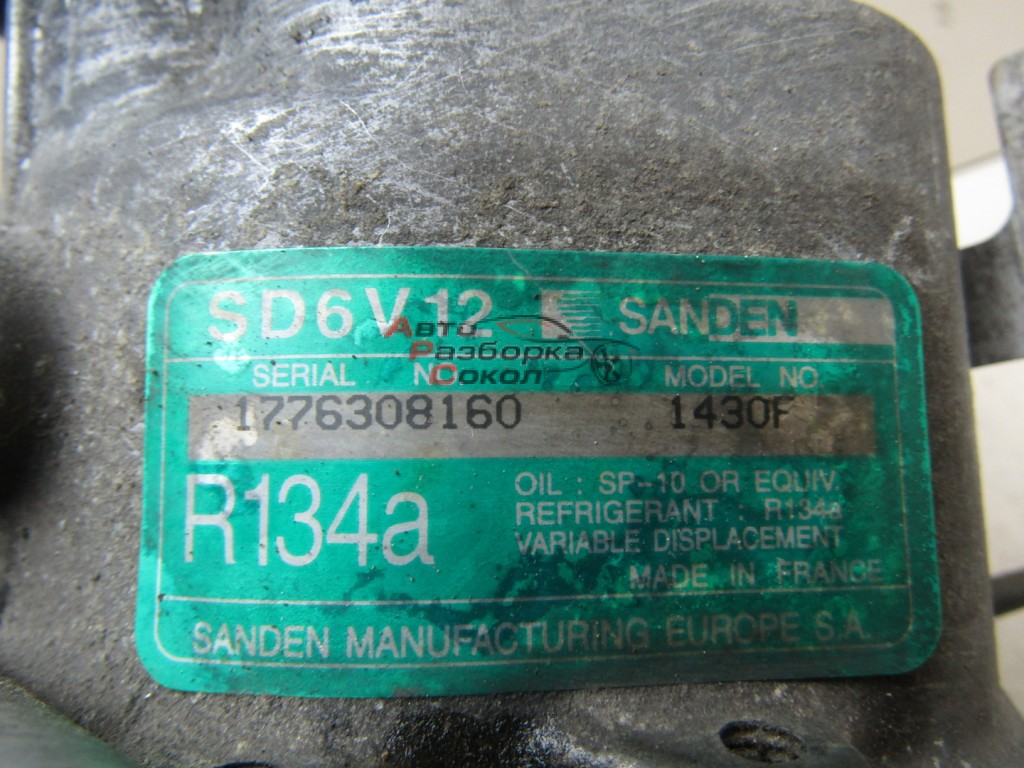 SD6V12 SANDEN
Авто
Разборка
Сокол
SERIAL NO. MODEL NO.
1776308160 1430F
R134a
OIL : SP-10 OR EQUIV.
REFRIGERANT : R134a
VARIABLE DISPLACEMENT
MADE IN FRANCE
SANDEN MANUFACTURING EUROPE S.A.